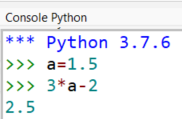 Console Python
*** Python 3.7.6
>>> a=1.5
>>> 3*a-2
2.5